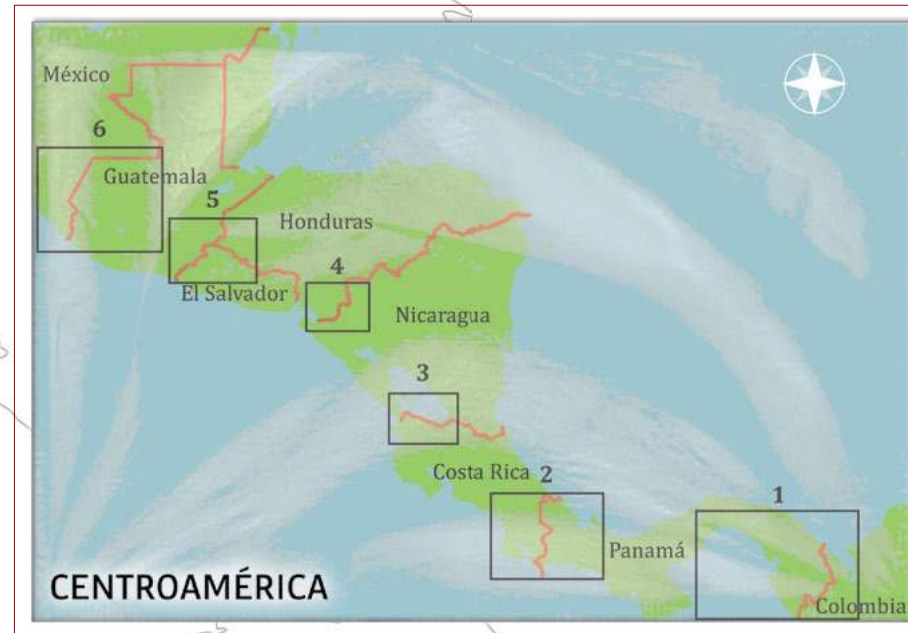 México
6
Guatemala
5
Honduras
4
El Salvador
Nicaragua
3
Costa Rica
2
1
Panamá
CENTROAMÉRICA
Colombia